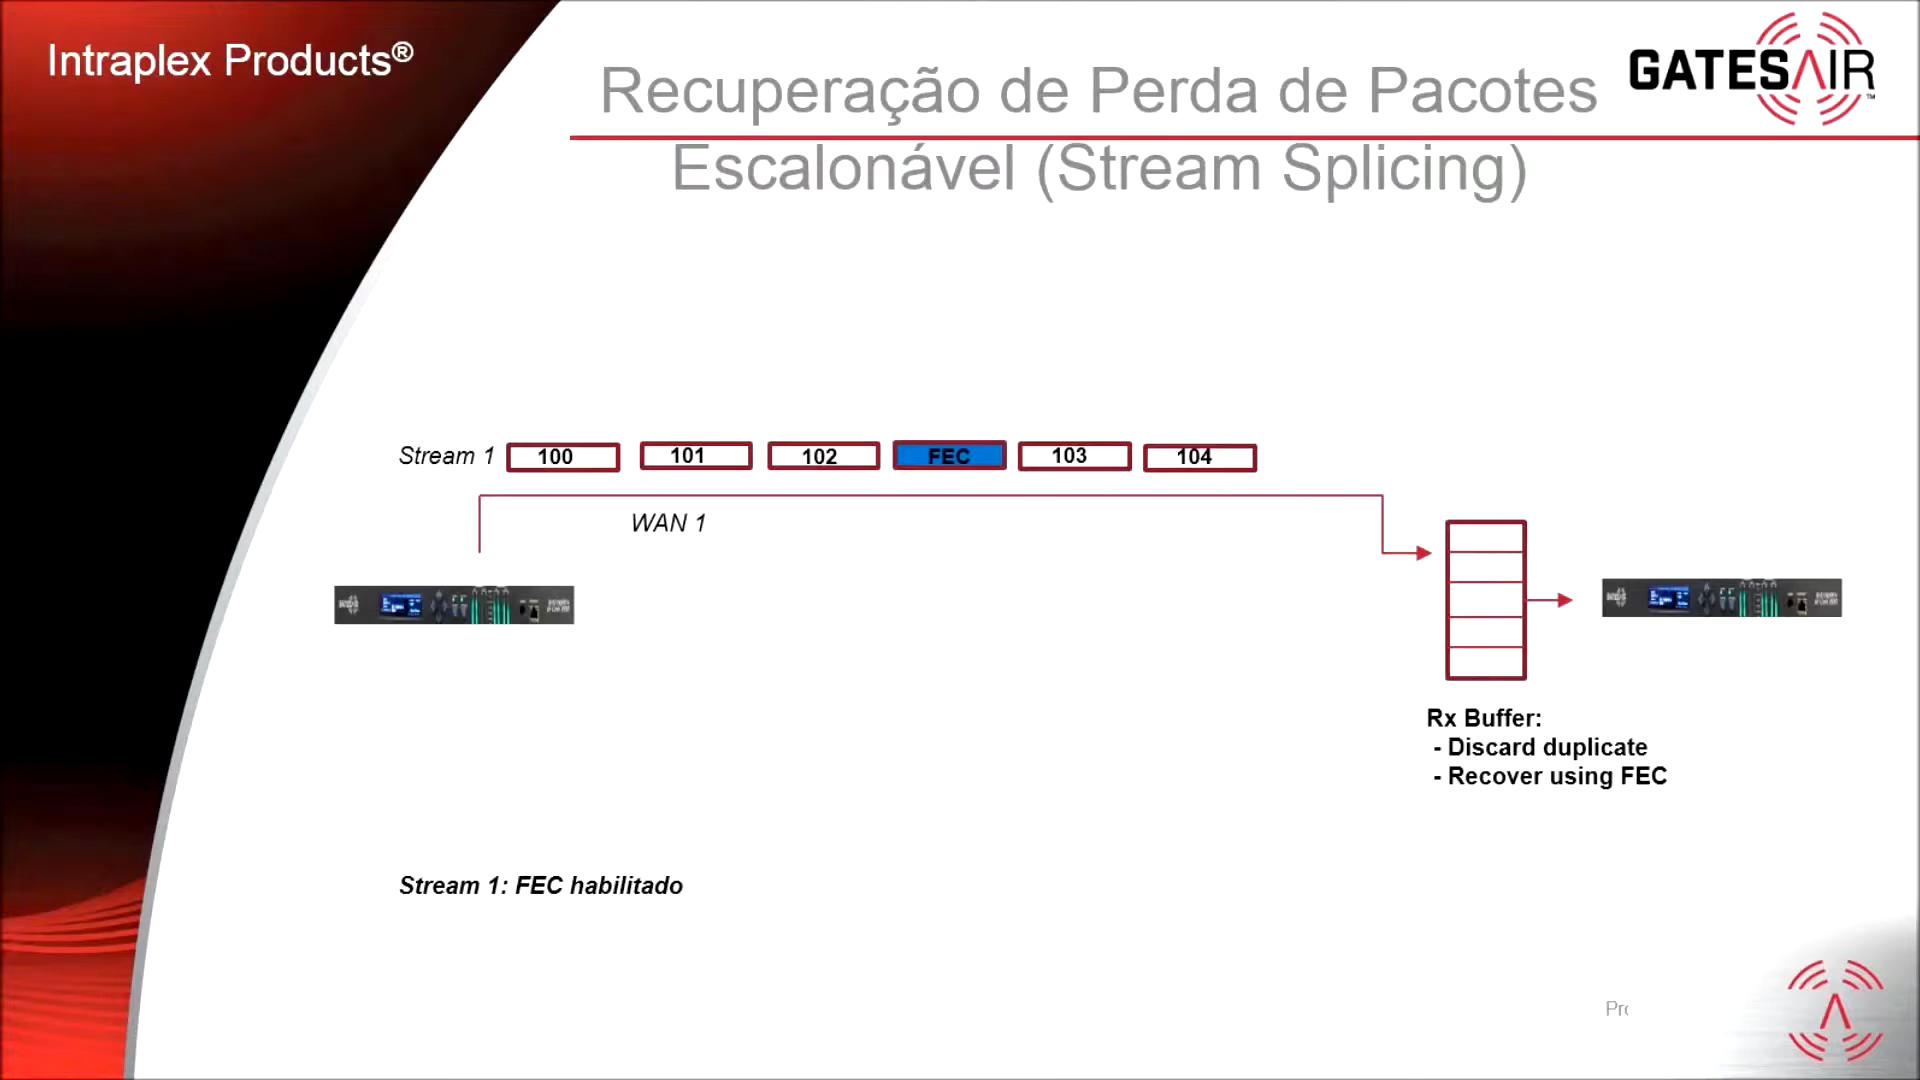 Intraplex Products®
GATESAIR™
Recuperação de Perda de Pacotes
Escalonável (Stream Splicing)
Stream 1 100 101 102 FEC 103 104
WAN 1
Rx Buffer:
- Discard duplicate
- Recover using FEC
Stream 1: FEC habilitado